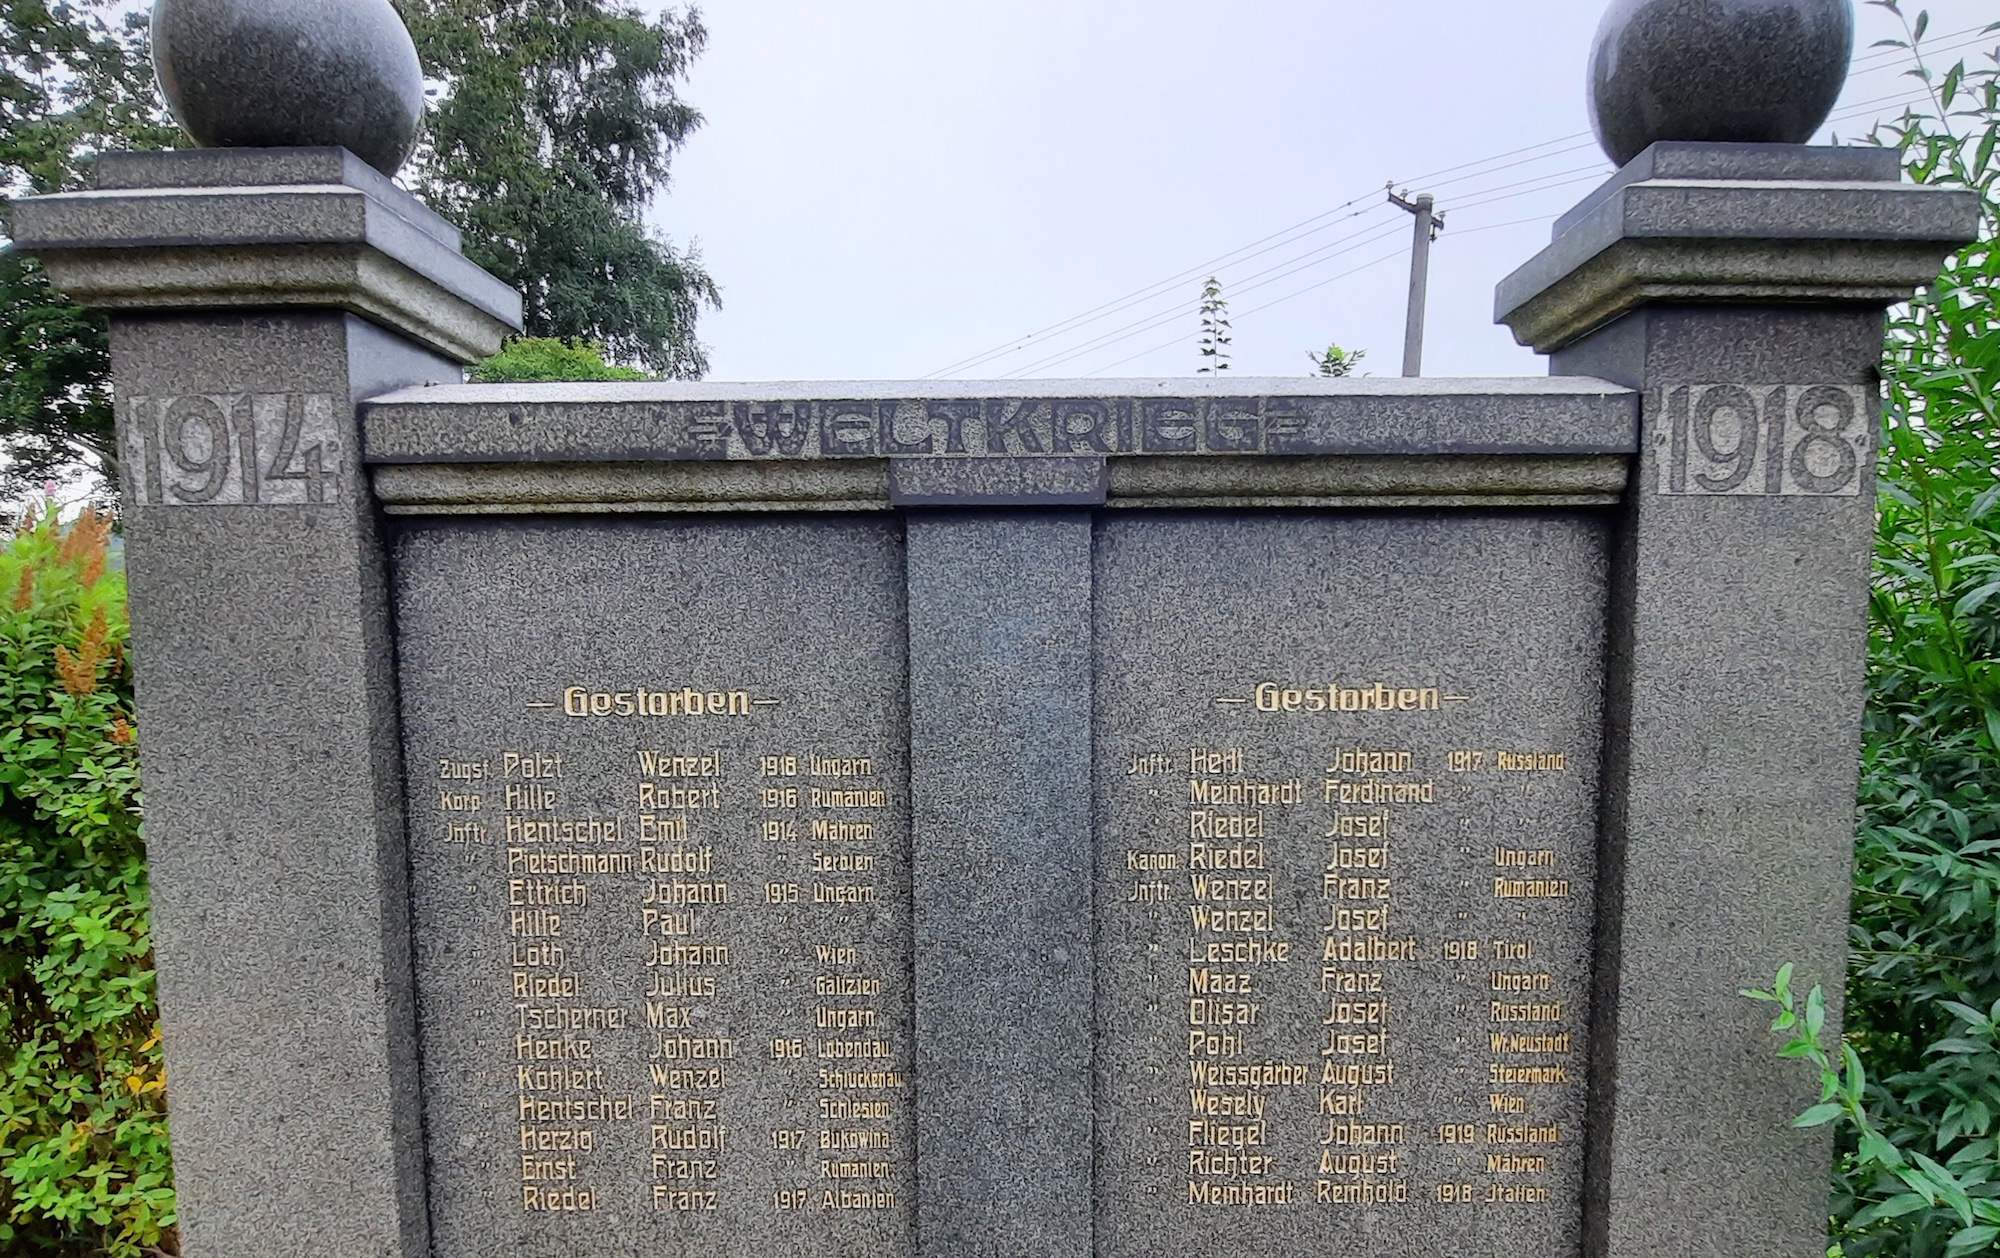 1914
WELTKRIEG
1918
— Gestorben —
Zugsf. Polzt Wenzel 1918 Ungarn
Korp Hille Robert 1916 Rumänien
Jnftr. Hentschel Emil 1914 Mähren
" Pietschmann Rudolf " Serbien
" Ettrich Johann 1915 Ungarn
" Hille Paul " "
" Loth Johann " Wien
" Riedel Julius " Galizien
" Tscherner Max " Ungarn
" Henke Johann 1916 Lobendau
" Kohlert Wenzel " Schluckenau
" Hentschel Franz " Schlesien
" Herzig Rudolf 1917 Bukowina
" Ernst Franz " Rumänien
" Riedel Franz 1917 Albanien
— Gestorben —
Jnftr. Herlt Johann 1917 Russland
" Meinhardt Ferdinand " "
" Riedel Josef " "
Kanon. Riedel Josef " Ungarn
Jnftr. Wenzel Franz " Rumänien
" Wenzel Josef " "
" Leschke Adalbert 1918 Tirol
" Maaz Franz " Ungarn
" Olisar Josef " Russland
" Pohl Josef " Wr. Neustadt
" Weissgärber August " Steiermark
" Wesely Karl " Wien
" Fliegel Johann 1919 Russland
" Richter August " Mähren
" Meinhardt Reinhold 1918 Jtalien